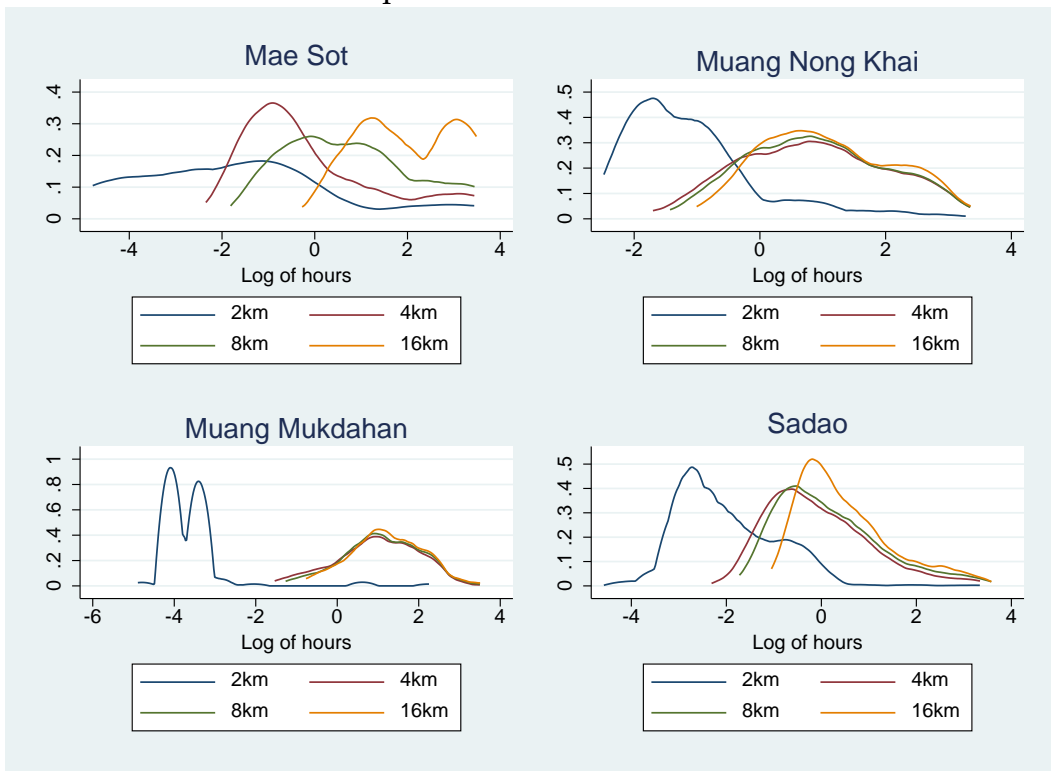 Mae Sot
.4
.3
.2
.1
0
-4 -2 0 2 4
Log of hours
2km 4km
8km 16km
Muang Nong Khai
.5
.4
.3
.2
.1
0
-2 0 2 4
Log of hours
2km 4km
8km 16km
Muang Mukdahan
1
.8
.6
.4
.2
0
-6 -4 -2 0 2 4
Log of hours
2km 4km
8km 16km
Sadao
.5
.4
.3
.2
.1
0
-4 -2 0 2 4
Log of hours
2km 4km
8km 16km